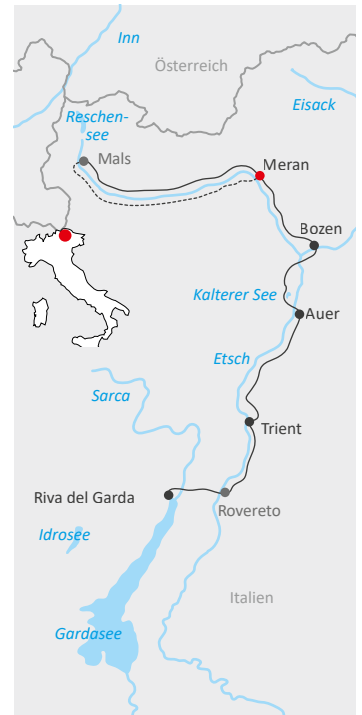 Inn
Österreich
Eisack
Reschen-
see
Mals
Meran
Bozen
Kalterer See
Auer
Etsch
Sarca
Trient
Riva del Garda
Rovereto
Idrosee
Italien
Gardasee